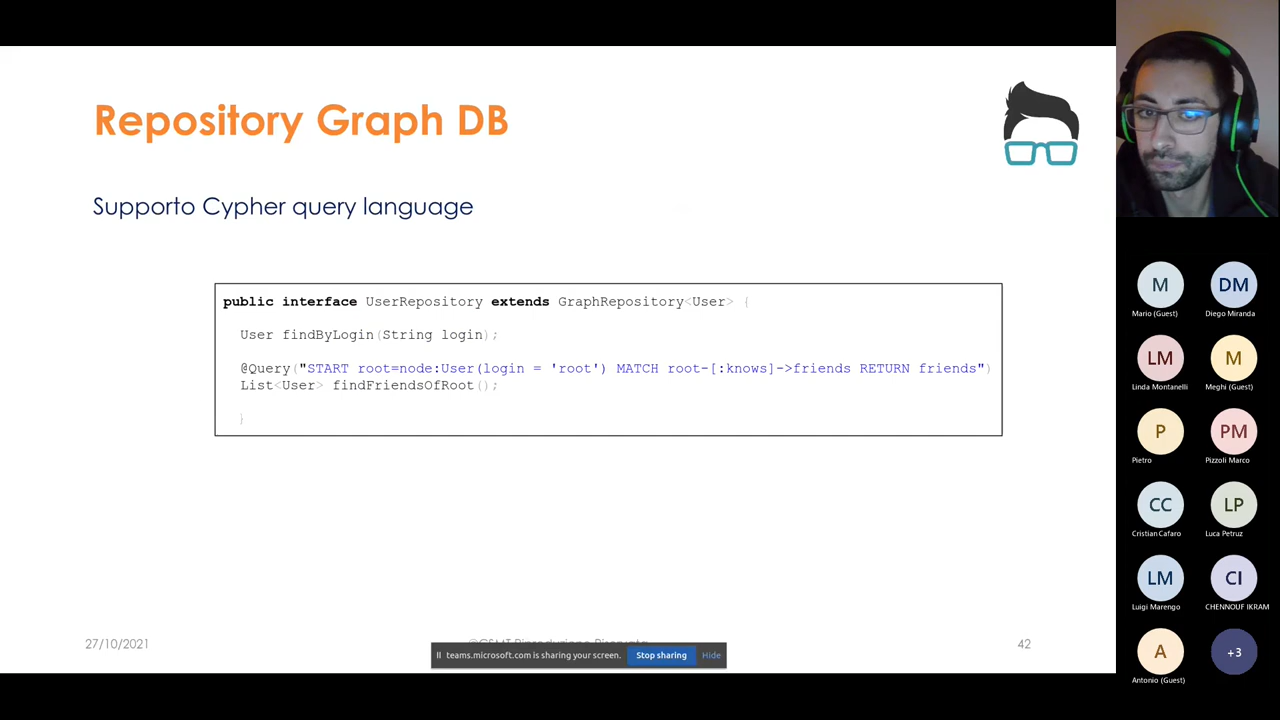 Repository Graph DB
Supporto Cypher query language
public interface UserRepository extends GraphRepository<User> {
User findByLogin(String login);
@Query("START root=node:User(login = 'root') MATCH root-[:knows]->friends RETURN friends")
List<User> findFriendsOfRoot();
}
27/10/2021
42
teams.microsoft.com is sharing your screen.
Stop sharing
Hide
M
DM
Mario (Guest)
Diego Miranda
LM
M
Linda Montanelli
Meghi (Guest)
P
PM
Pietro
Pizzoli Marco
CC
LP
Cristian Cafaro
Luca Petruz
LM
CI
Luigi Marengo
CHENNOUF IKRAM
A
+3
Antonio (Guest)